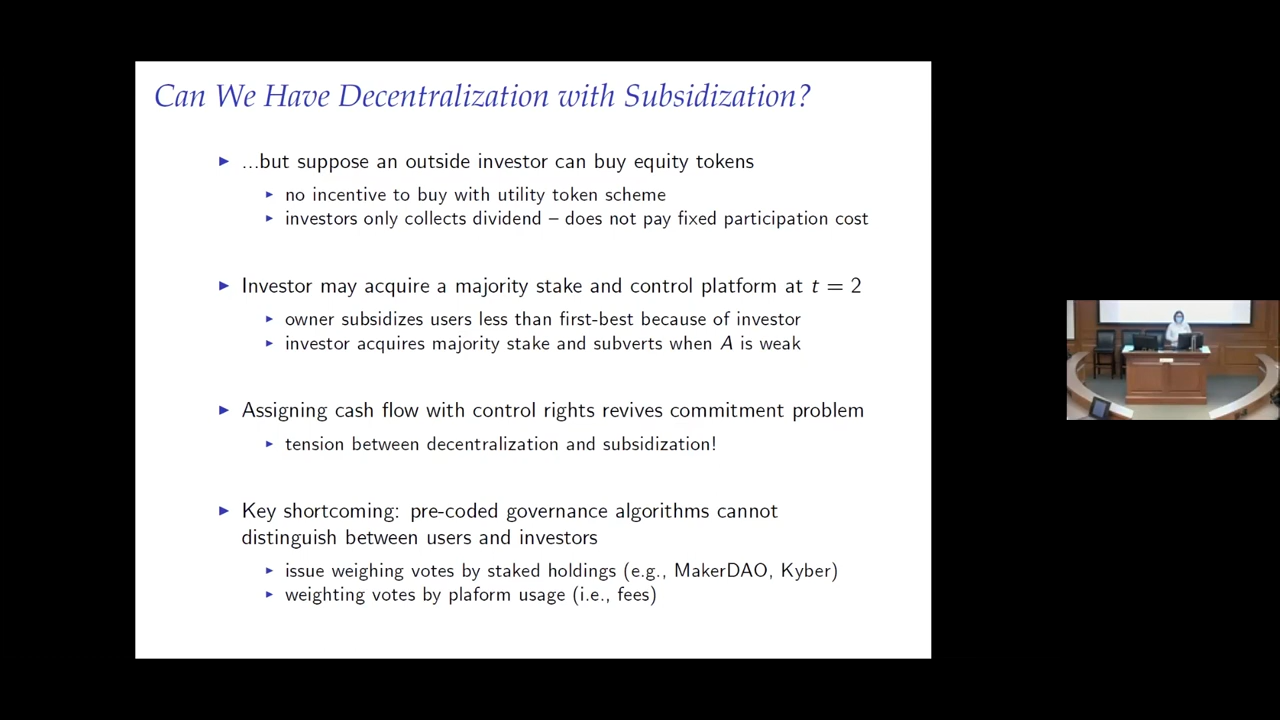 Can We Have Decentralization with Subsidization?
...but suppose an outside investor can buy equity tokens
no incentive to buy with utility token scheme
investors only collects dividend – does not pay fixed participation cost
Investor may acquire a majority stake and control platform at t = 2
owner subsidizes users less than first-best because of investor
investor acquires majority stake and subverts when A is weak
Assigning cash flow with control rights revives commitment problem
tension between decentralization and subsidization!
Key shortcoming: pre-coded governance algorithms cannot
distinguish between users and investors
issue weighing votes by staked holdings (e.g., MakerDAO, Kyber)
weighting votes by plaform usage (i.e., fees)